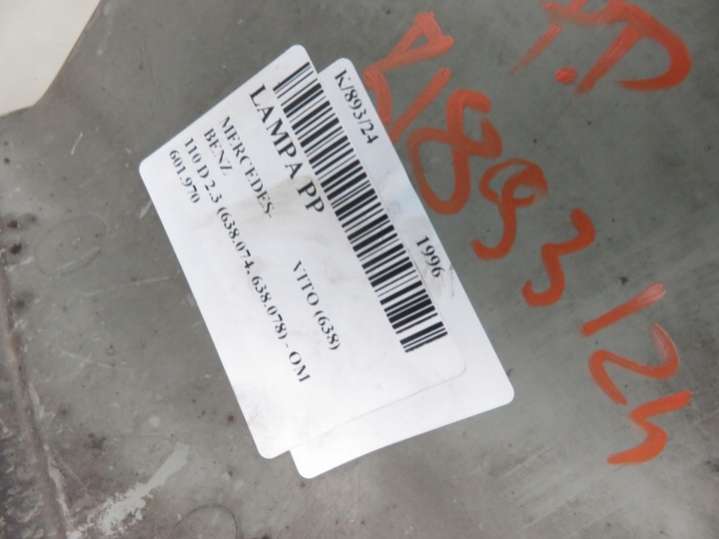 K/893/24
1996
LAMPA PP
MERCEDES-BENZ VITO (638)
110 D 2.3 (638.074, 638.078) - OM
601.970
P.P
K/893/24